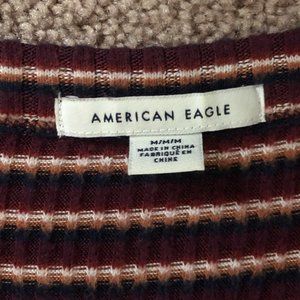 AMERICAN EAGLE
M/M/M
MADE IN CHINA
FABRIQUÉ EN
CHINE